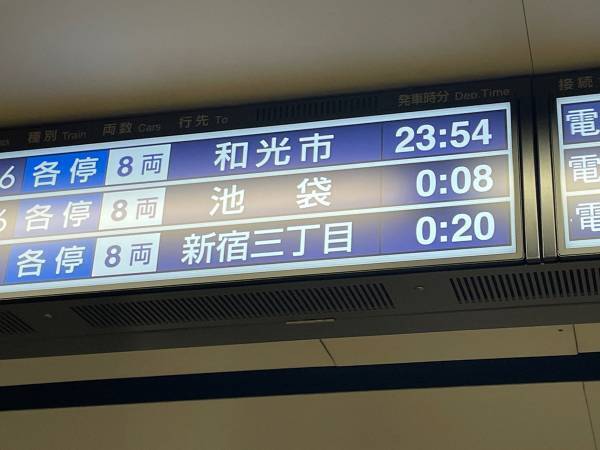 種別 Train 両数 Cars 行先 To 発車時分 Dep.Time 接続
6 各停 8両 和光市 23:54 電
6 各停 8両 池袋 0:08 電
各停 8両 新宿三丁目 0:20 電